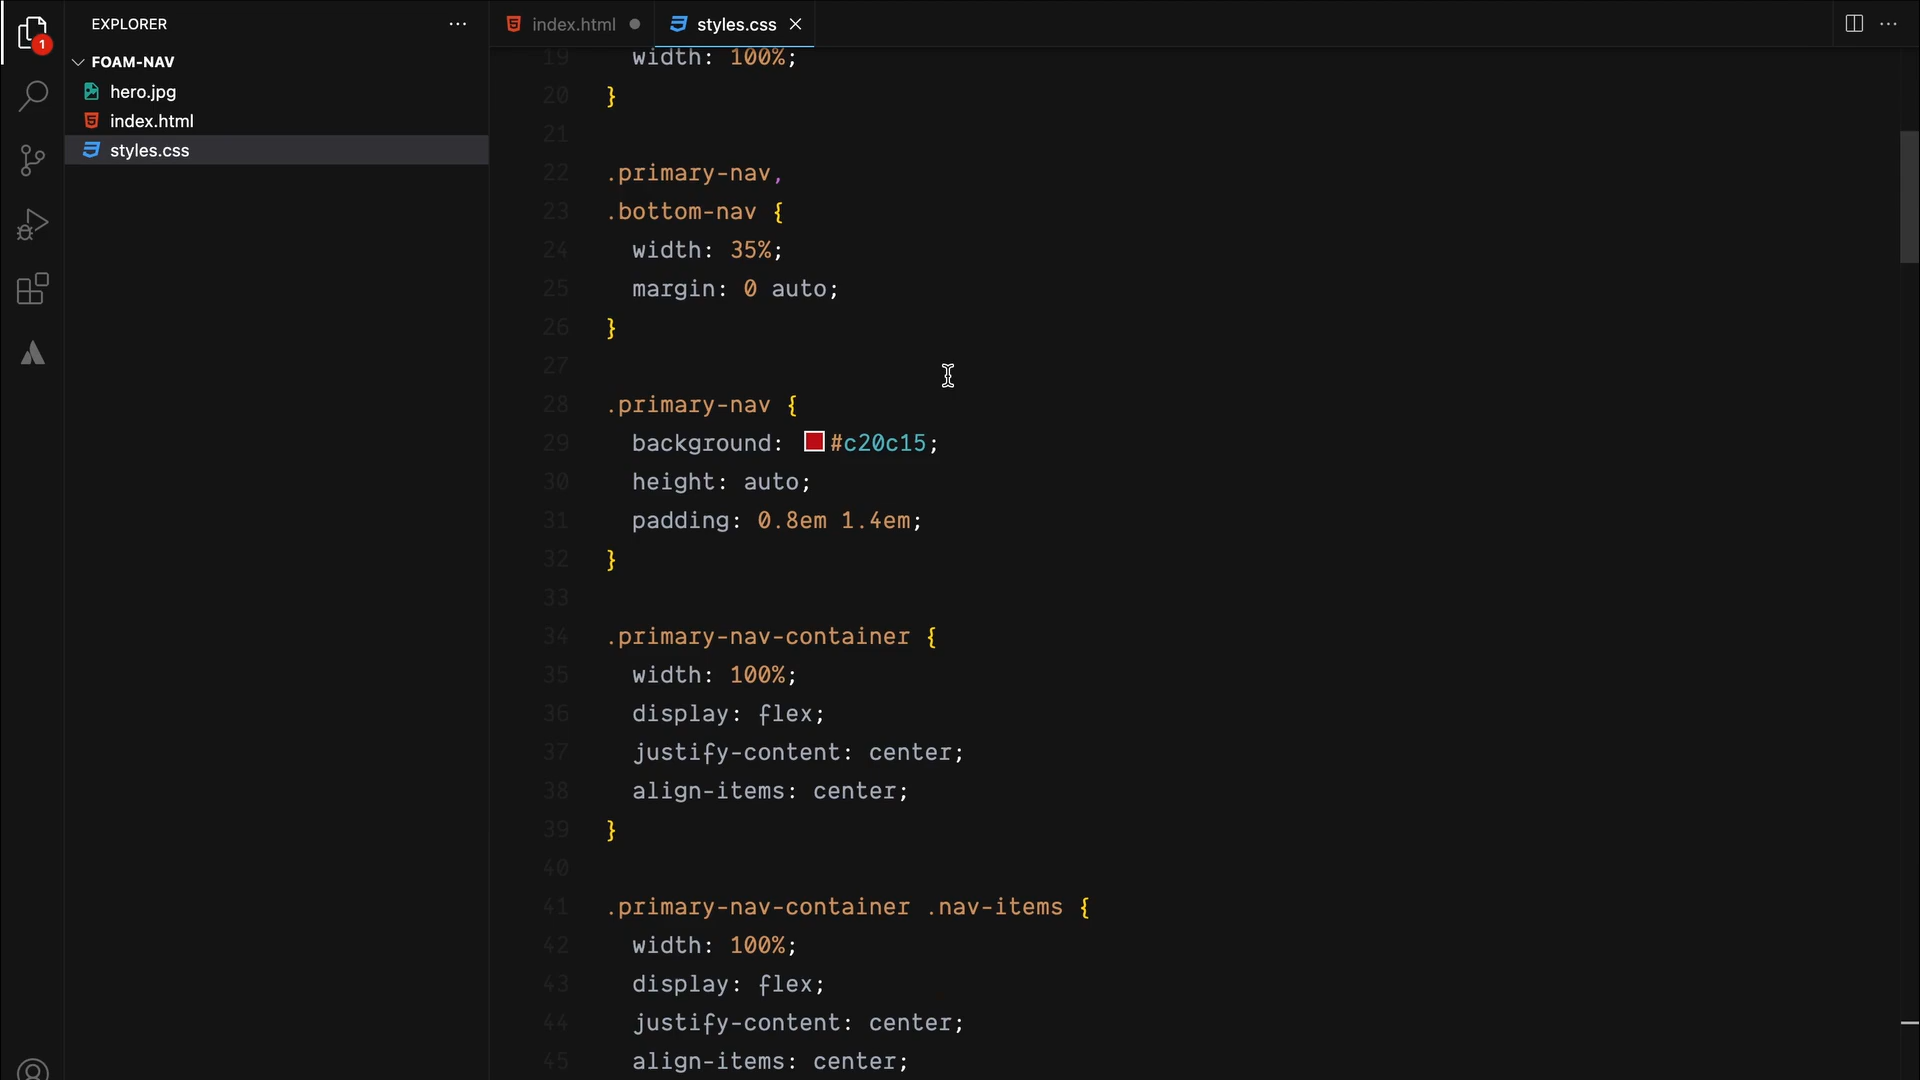 EXPLORER
FOAM-NAV
hero.jpg
index.html
styles.css
1
index.html
styles.css
19 width: 100%;
20 }
21
22 .primary-nav,
23 .bottom-nav {
24 width: 35%;
25 margin: 0 auto;
26 }
27
28 .primary-nav {
29 background: #c20c15;
30 height: auto;
31 padding: 0.8em 1.4em;
32 }
33
34 .primary-nav-container {
35 width: 100%;
36 display: flex;
37 justify-content: center;
38 align-items: center;
39 }
40
41 .primary-nav-container .nav-items {
42 width: 100%;
43 display: flex;
44 justify-content: center;
45 align-items: center;